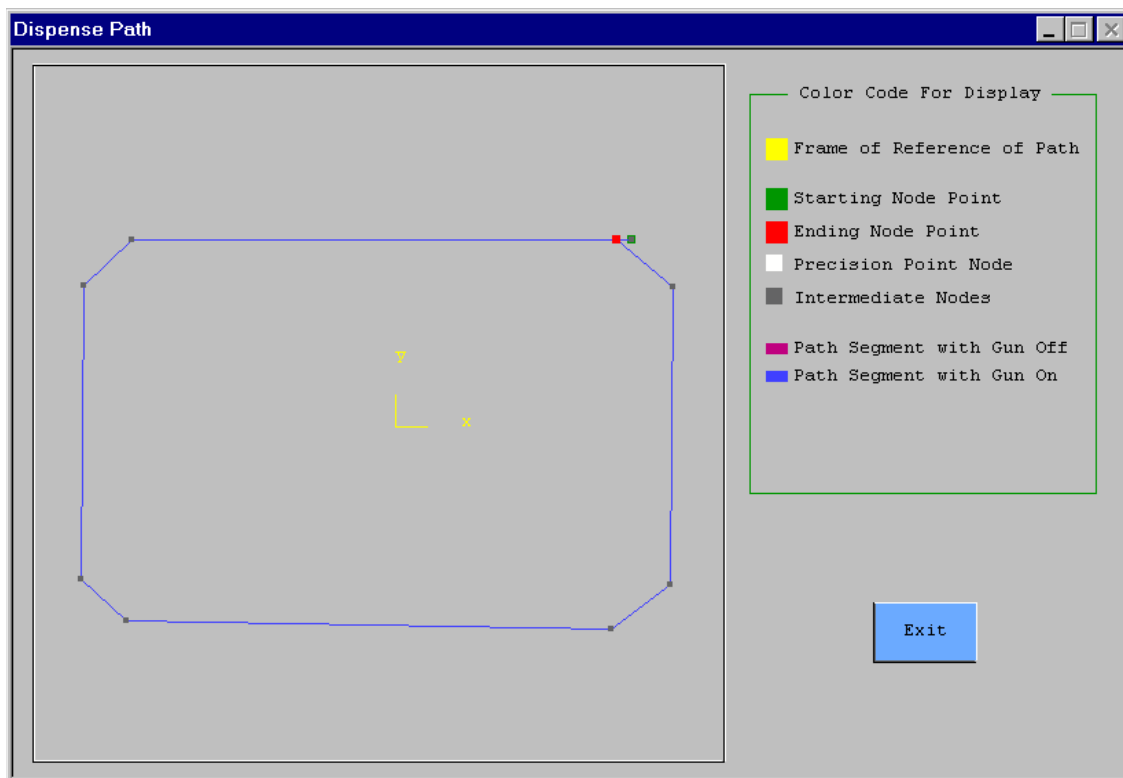 Dispense Path
Color Code For Display
Frame of Reference of Path
Starting Node Point
Ending Node Point
Precision Point Node
Intermediate Nodes
Path Segment with Gun Off
Path Segment with Gun On
y
x
Exit